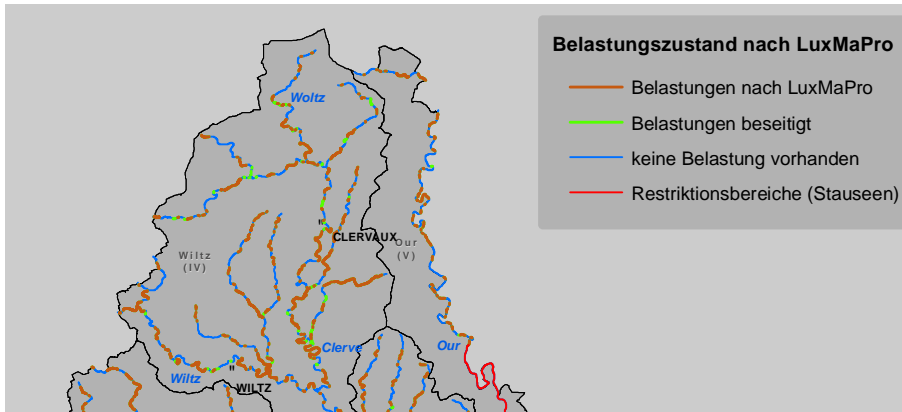 Belastungszustand nach LuxMaPro
Belastungen nach LuxMaPro
Belastungen beseitigt
keine Belastung vorhanden
Restriktionsbereiche (Stauseen)
Woltz
CLERVAUX
Our
(V)
Wiltz
(IV)
Clerve
Our
Wiltz
WILTZ